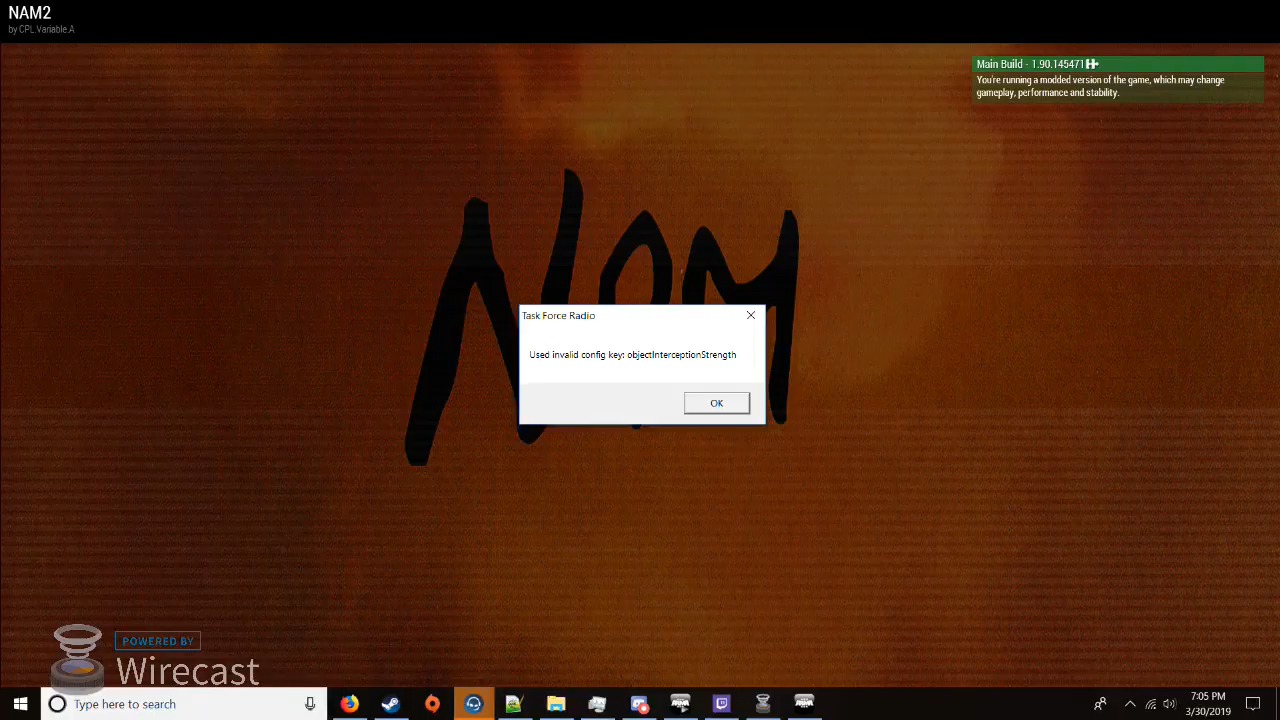 NAM2
by CPL.Variable.A
Main Build - 1.90.145471
You're running a modded version of the game, which may change
gameplay, performance and stability.
NAM
Task Force Radio
Used invalid config key: objectInterceptionStrength
OK
POWERED BY
Wirecast
Type here to search
7:05 PM
3/30/2019